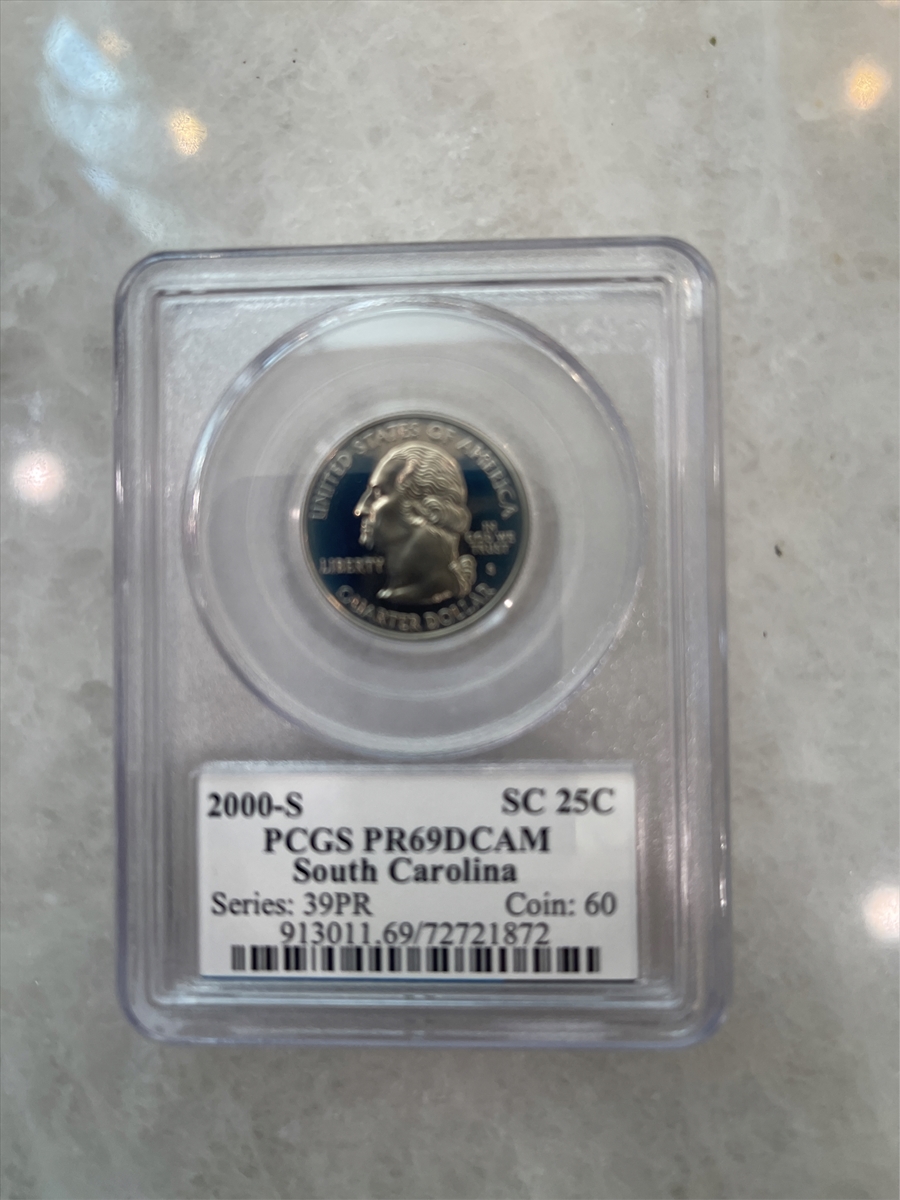 UNITED STATES OF AMERICA
LIBERTY
IN
GOD WE
TRUST
S
QUARTER DOLLAR
2000-S SC 25C
PCGS PR69DCAM
South Carolina
Series: 39PR Coin: 60
913011.69/72721872